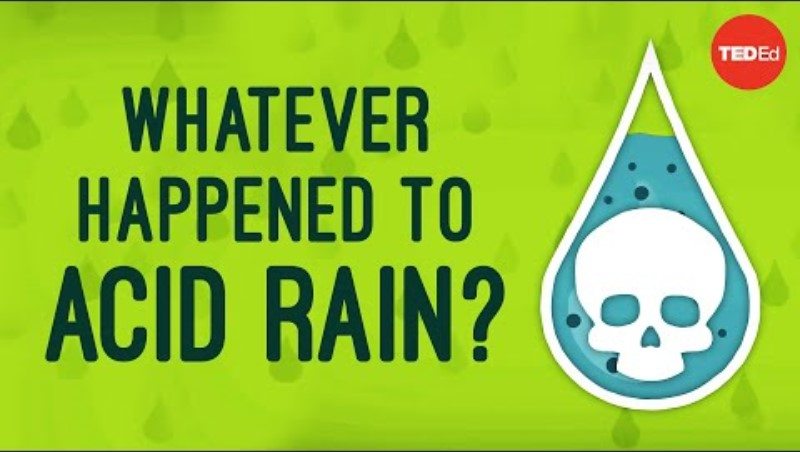 TEDEd
WHATEVER
HAPPENED TO
ACID RAIN?